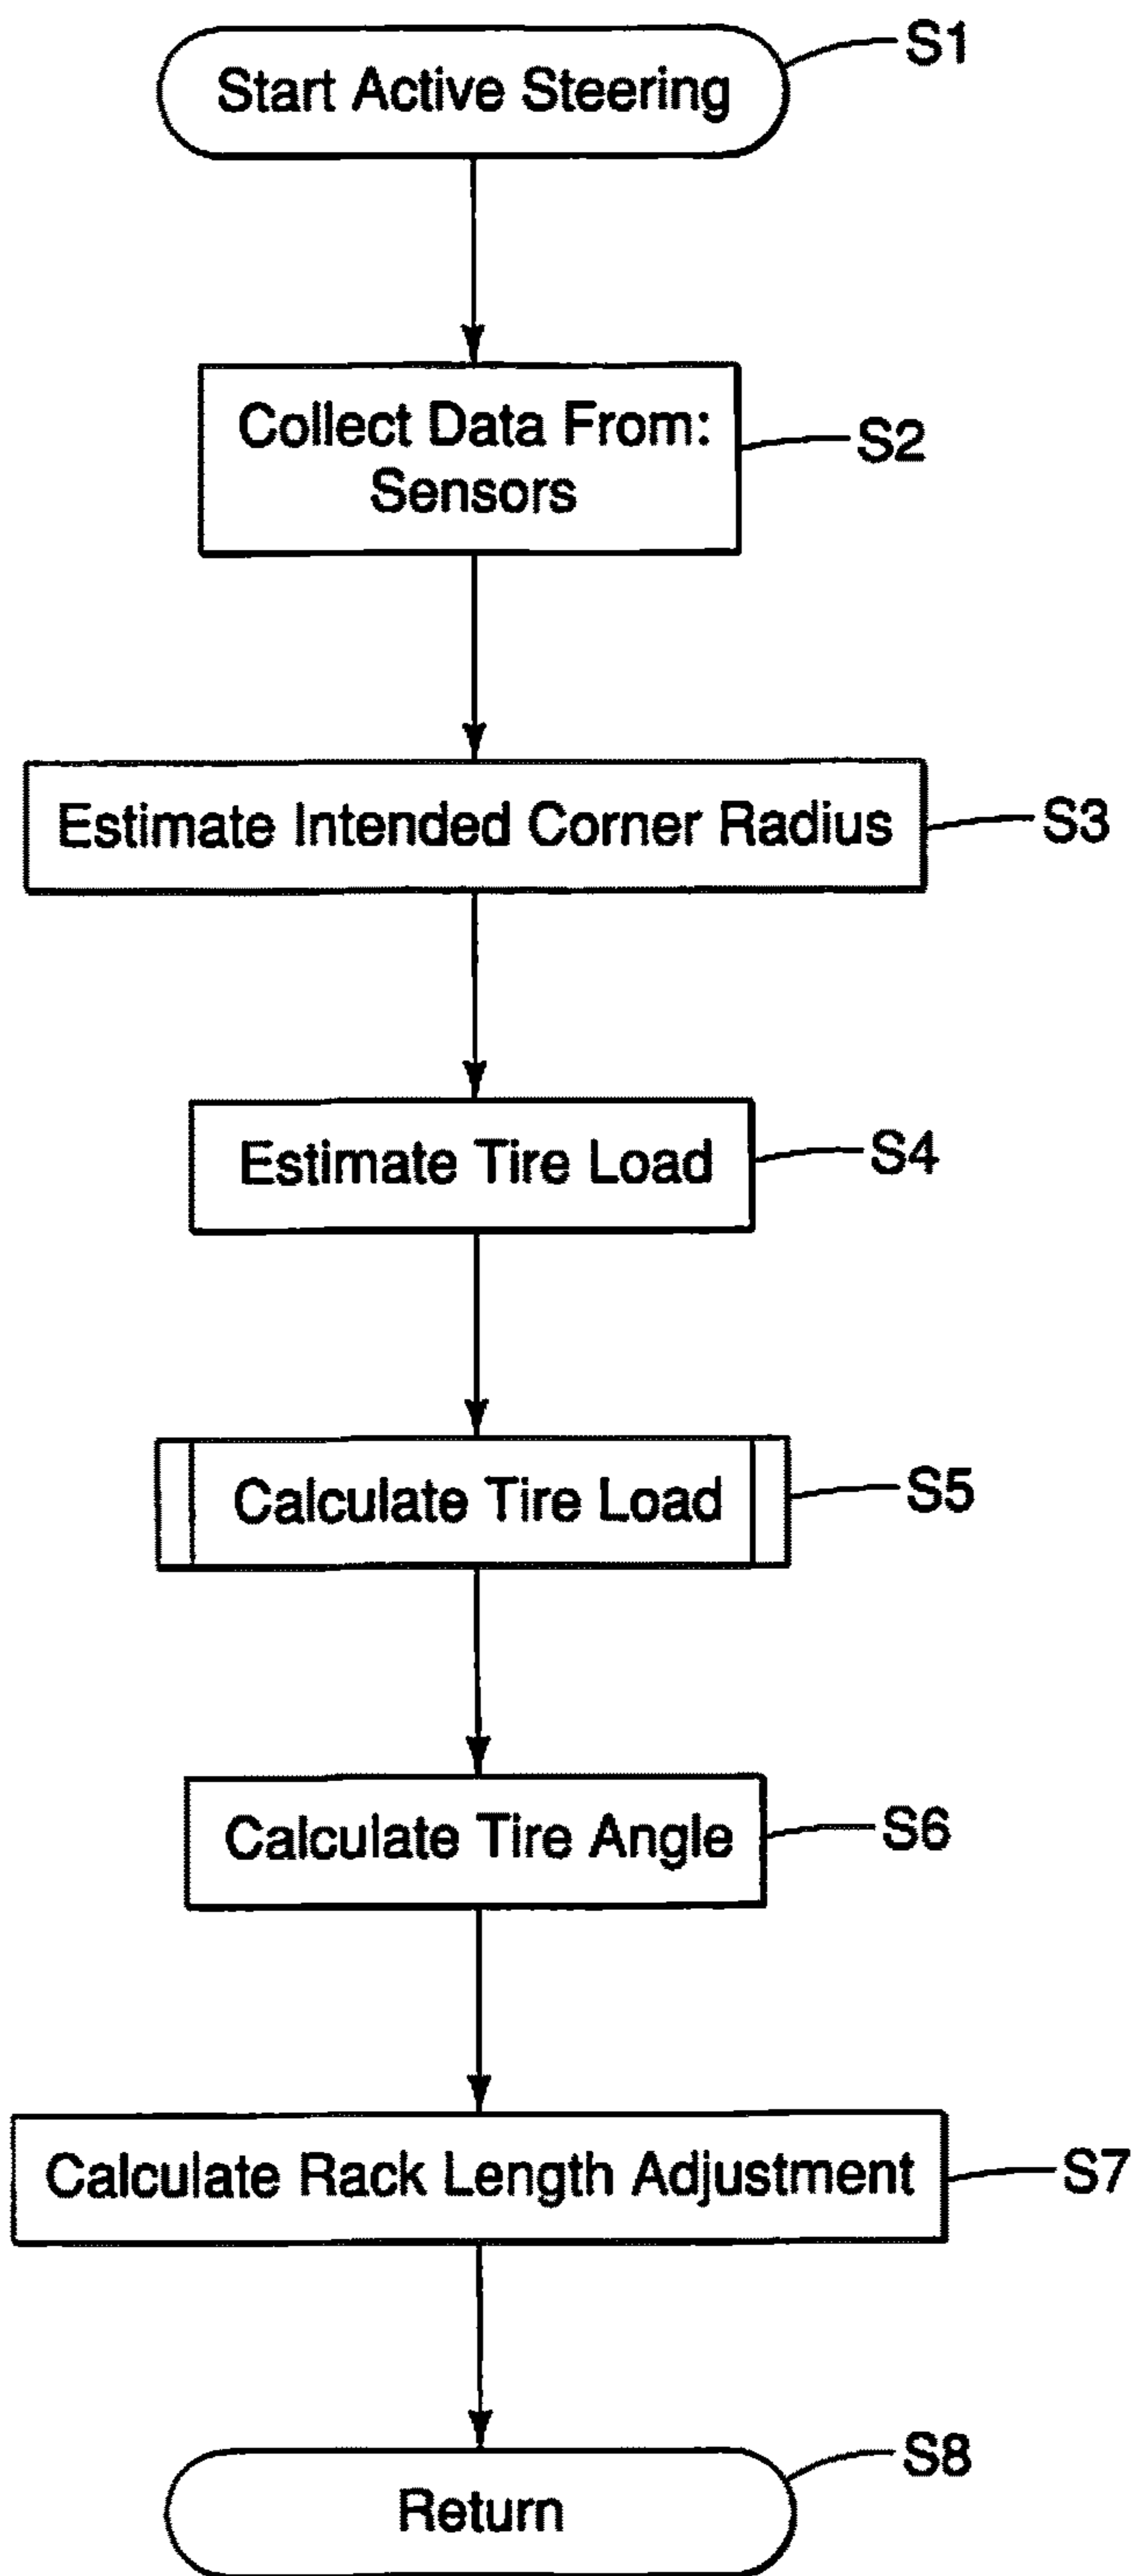 Start Active Steering
S1
Collect Data From:
Sensors
S2
Estimate Intended Corner Radius
S3
Estimate Tire Load
S4
Calculate Tire Load
S5
Calculate Tire Angle
S6
Calculate Rack Length Adjustment
S7
Return
S8